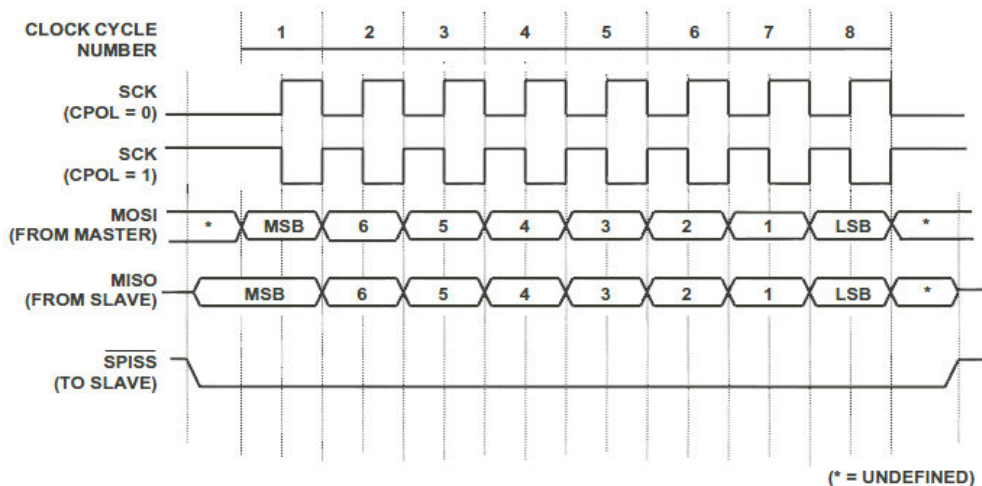 CLOCK CYCLE NUMBER 1 2 3 4 5 6 7 8
SCK
(CPOL = 0)
SCK
(CPOL = 1)
MOSI
(FROM MASTER) * MSB 6 5 4 3 2 1 LSB *
MISO
(FROM SLAVE) MSB 6 5 4 3 2 1 LSB *
SPISS
(TO SLAVE)
(* = UNDEFINED)